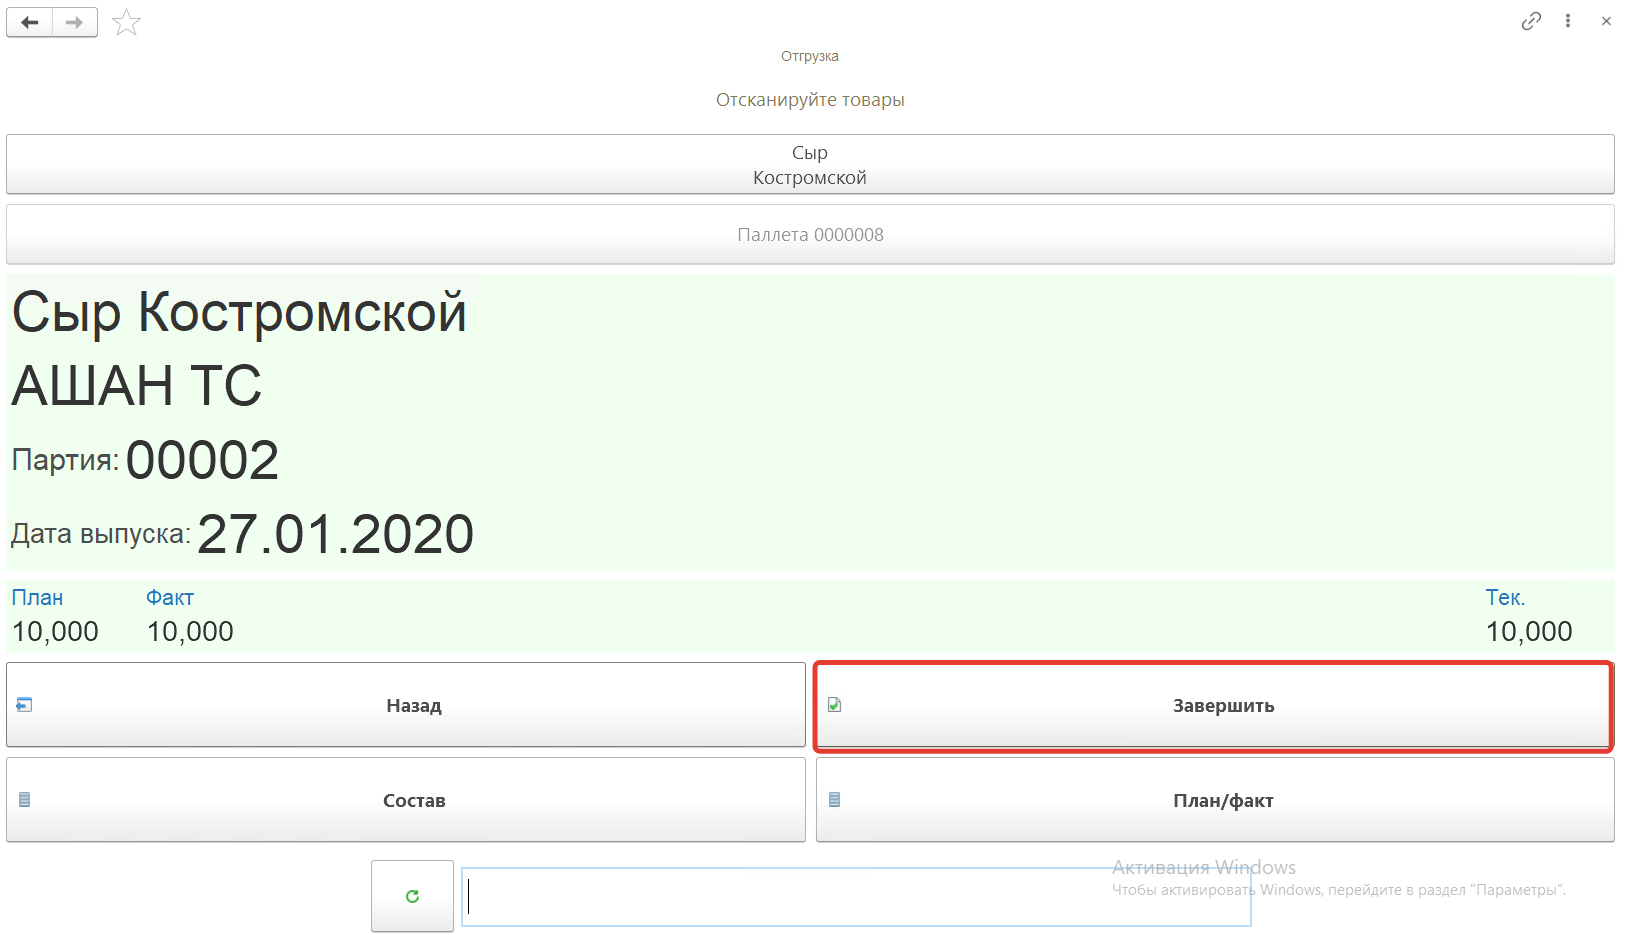 Отгрузка
Отсканируйте товары
Сыр
Костромской
Паллета 0000008
Сыр Костромской
АШАН ТС
Партия: 00002
Дата выпуска: 27.01.2020
План Факт Тек.
10,000 10,000 10,000
Назад Завершить
Состав План/факт
Активация Windows
Чтобы активировать Windows, перейдите в раздел "Параметры".